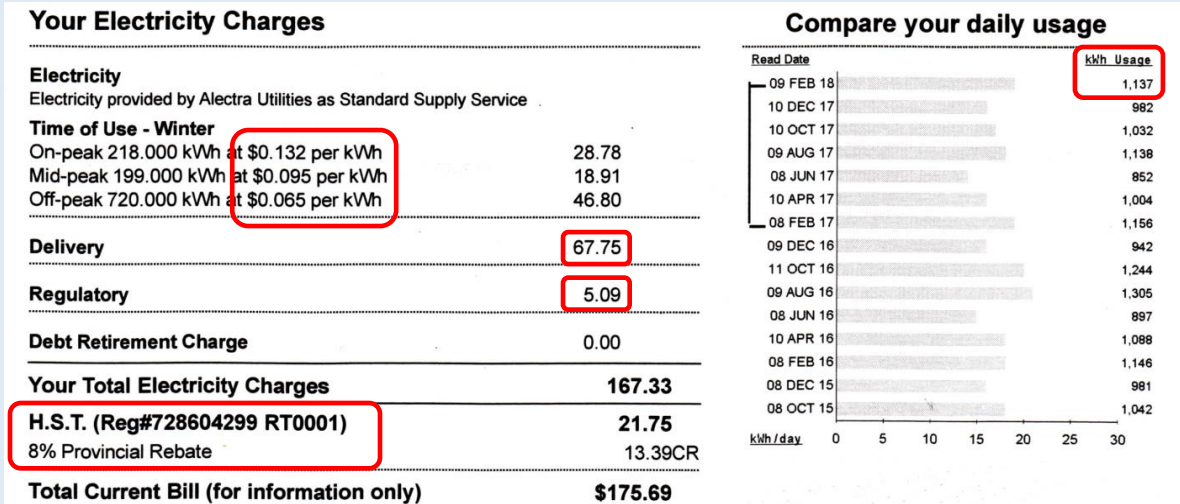 Your Electricity Charges
Electricity
Electricity provided by Alectra Utilities as Standard Supply Service
Time of Use - Winter
On-peak 218.000 kWh at $0.132 per kWh 28.78
Mid-peak 199.000 kWh at $0.095 per kWh 18.91
Off-peak 720.000 kWh at $0.065 per kWh 46.80
Delivery 67.75
Regulatory 5.09
Debt Retirement Charge 0.00
Your Total Electricity Charges 167.33
H.S.T. (Reg#728604299 RT0001) 21.75
8% Provincial Rebate 13.39CR
Total Current Bill (for information only) $175.69
Compare your daily usage
Read Date kWh Usage
09 FEB 18 1,137
10 DEC 17 982
10 OCT 17 1,032
09 AUG 17 1,138
08 JUN 17 852
10 APR 17 1,004
08 FEB 17 1,156
09 DEC 16 942
11 OCT 16 1,244
09 AUG 16 1,305
08 JUN 16 897
10 APR 16 1,088
08 FEB 16 1,146
08 DEC 15 981
08 OCT 15 1,042
kWh/day 0 5 10 15 20 25 30